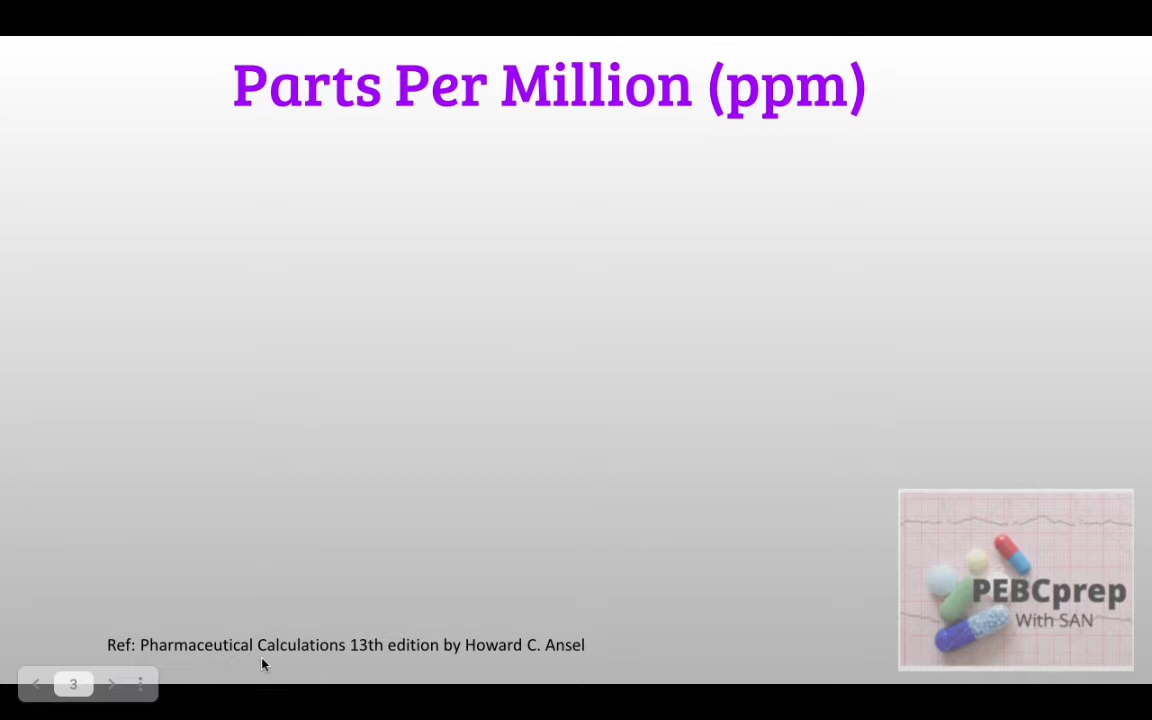 Parts Per Million (ppm)
PEBCprep
With SAN
Ref: Pharmaceutical Calculations 13th edition by Howard C. Ansel
3